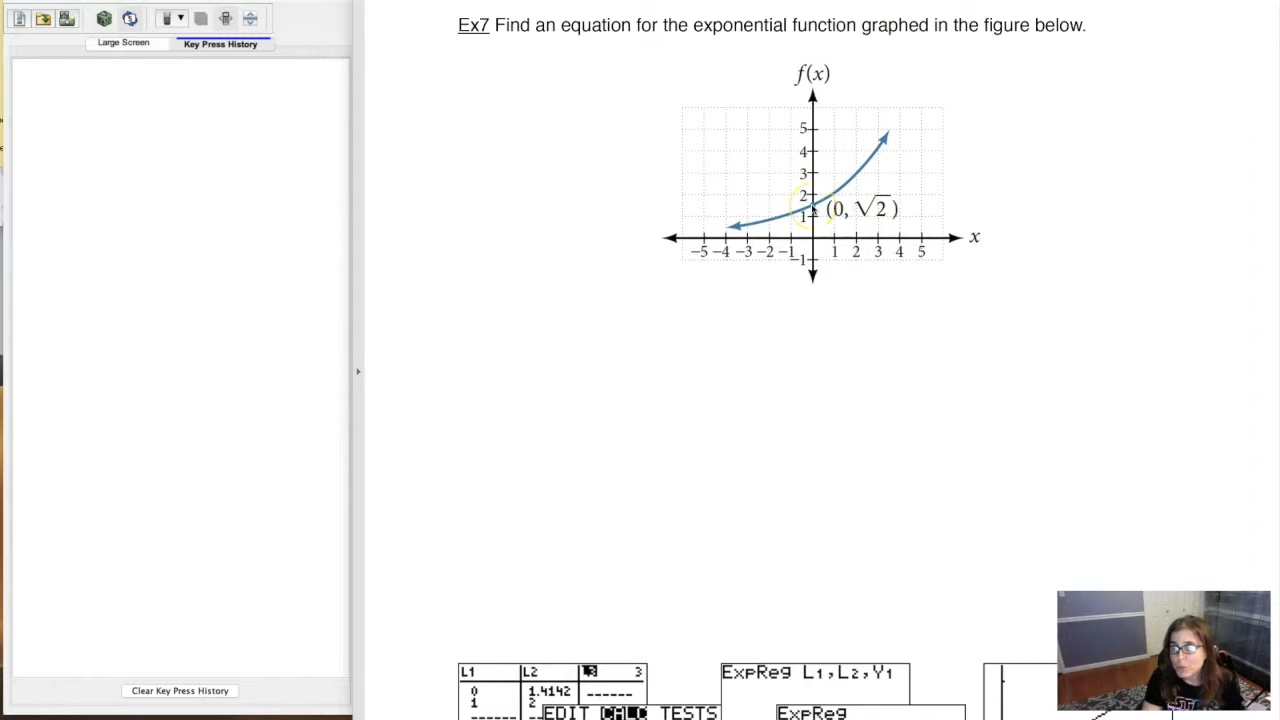 Large Screen
Key Press History
Ex7 Find an equation for the exponential function graphed in the figure below.
f(x)
5
4
3
2
1
(0, √2)
x
−5 −4 −3 −2 −1 1 2 3 4 5
−1
Clear Key Press History
L1 L2 L3 3
0 1.4142 ------
1 2
------
EDIT CALC TESTS
ExpReg L1,L2,Y1
ExpReg